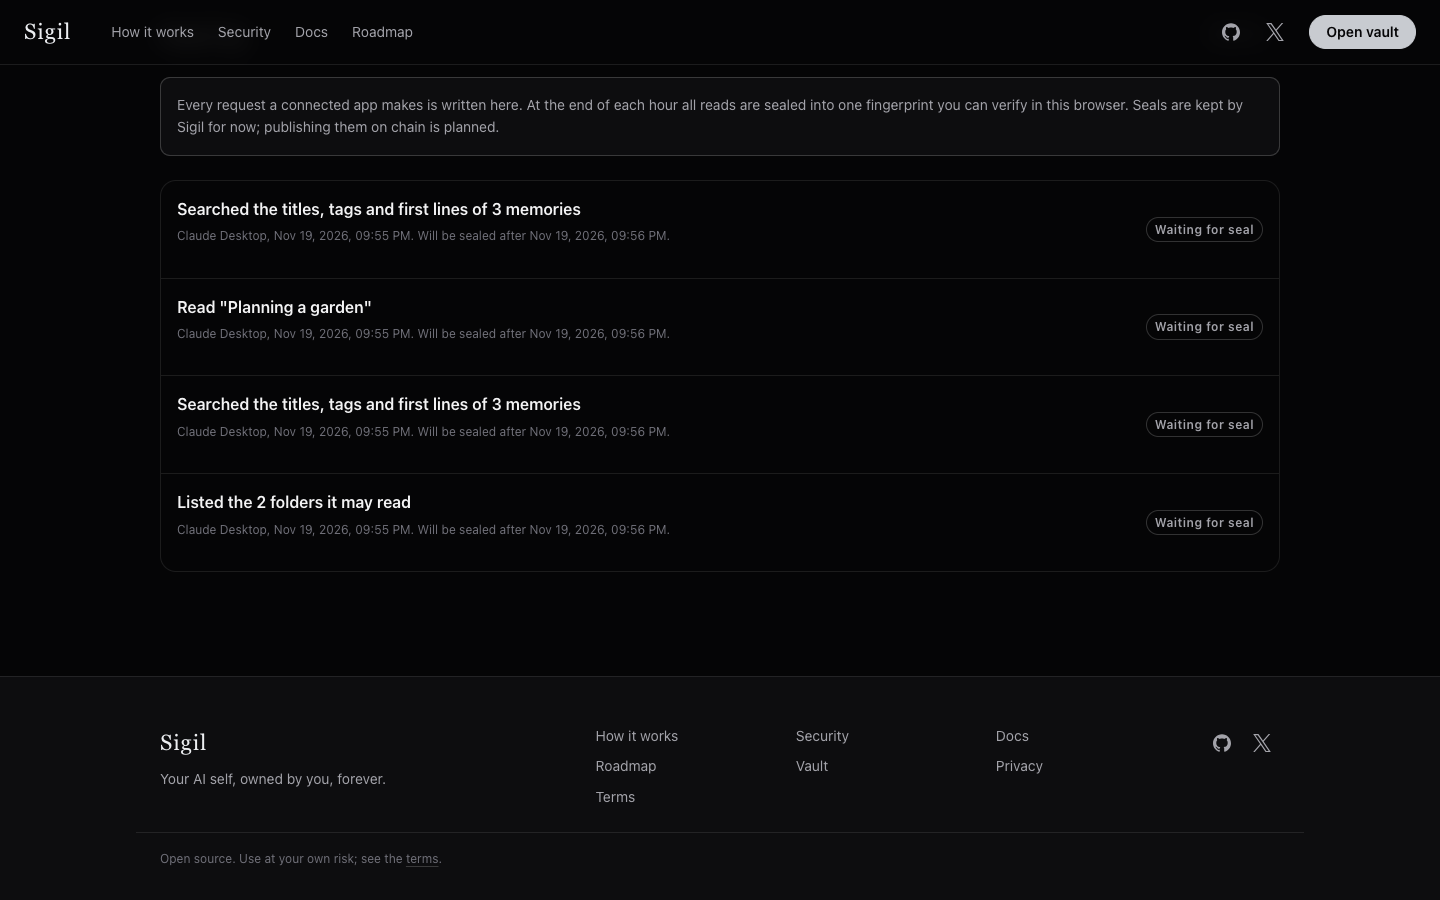 Sigil
How it works
Security
Docs
Roadmap
Open vault
Every request a connected app makes is written here. At the end of each hour all reads are sealed into one fingerprint you can verify in this browser. Seals are kept by
Sigil for now; publishing them on chain is planned.
Searched the titles, tags and first lines of 3 memories
Claude Desktop, Nov 19, 2026, 09:55 PM. Will be sealed after Nov 19, 2026, 09:56 PM.
Waiting for seal
Read "Planning a garden"
Claude Desktop, Nov 19, 2026, 09:55 PM. Will be sealed after Nov 19, 2026, 09:56 PM.
Waiting for seal
Searched the titles, tags and first lines of 3 memories
Claude Desktop, Nov 19, 2026, 09:55 PM. Will be sealed after Nov 19, 2026, 09:56 PM.
Waiting for seal
Listed the 2 folders it may read
Claude Desktop, Nov 19, 2026, 09:55 PM. Will be sealed after Nov 19, 2026, 09:56 PM.
Waiting for seal
Sigil
Your AI self, owned by you, forever.
How it works
Security
Docs
Roadmap
Vault
Privacy
Terms
Open source. Use at your own risk; see the terms.